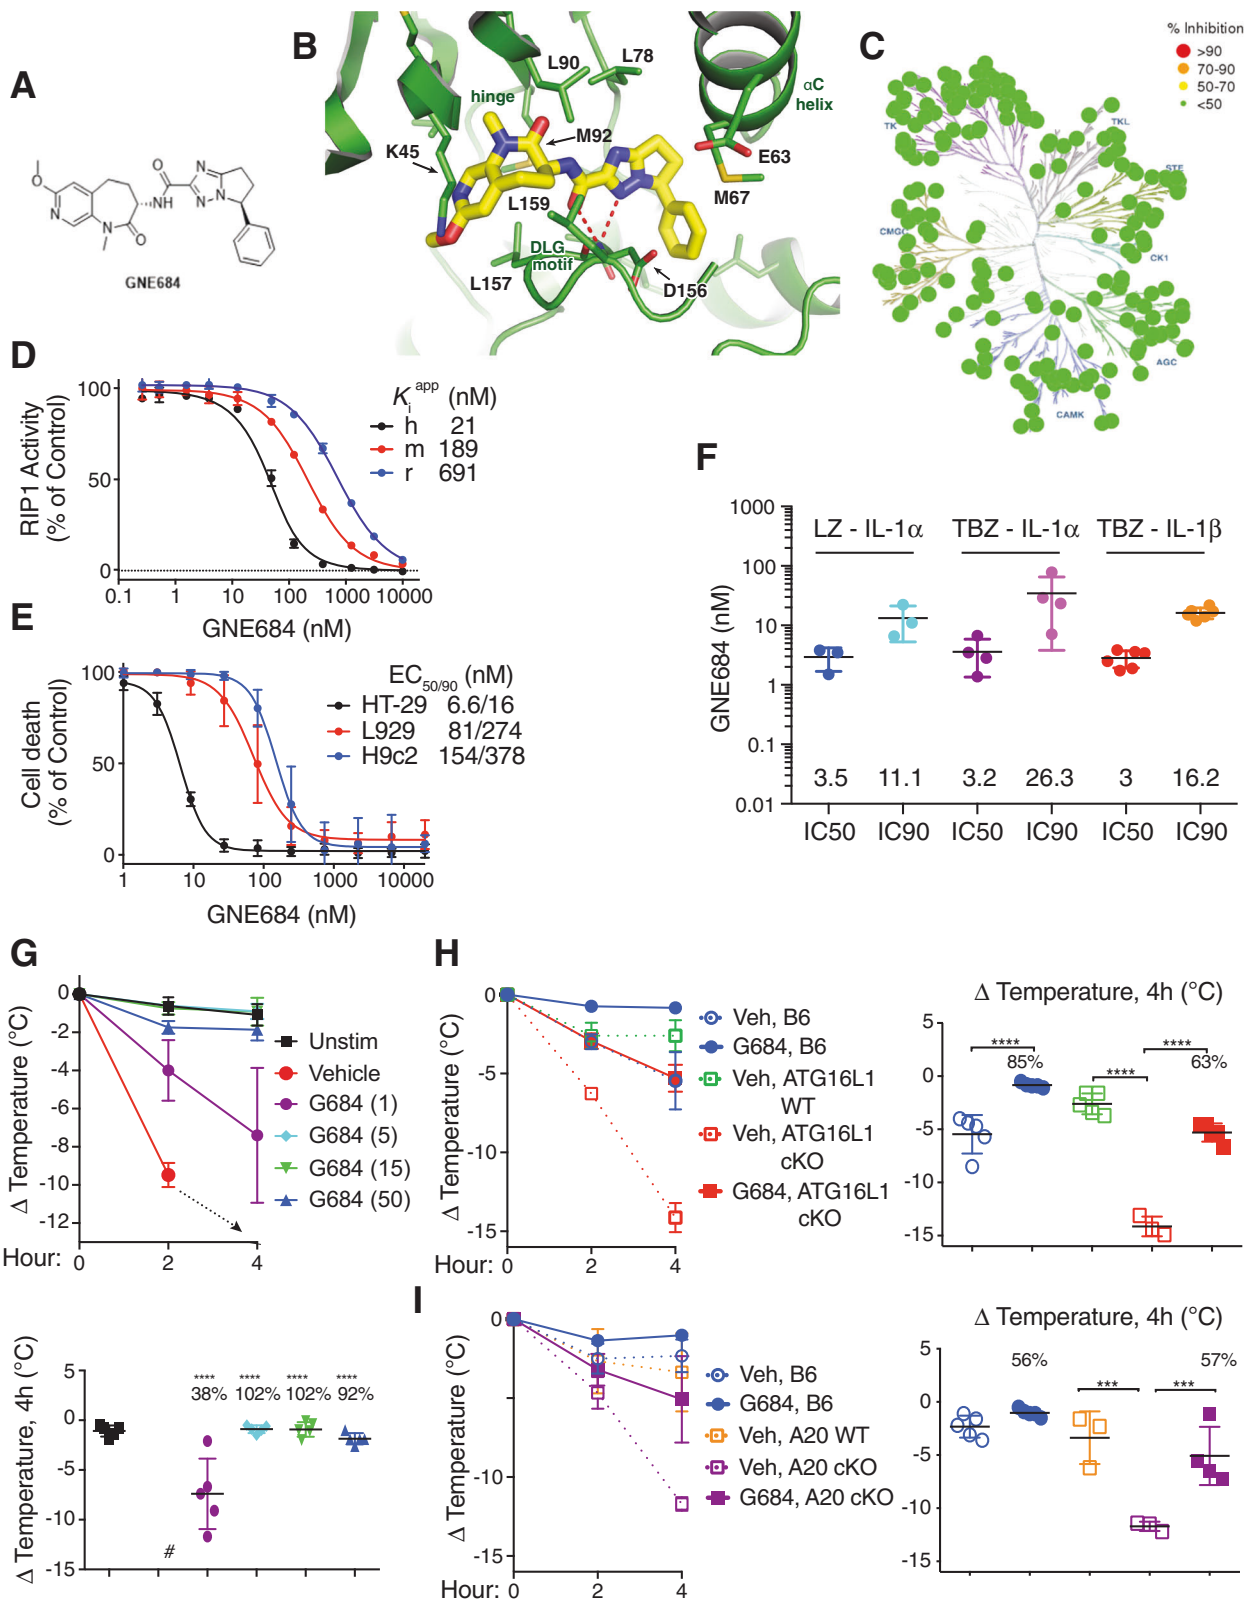 A
O
N
N
O
NH
N
N
N
N
O
GNE684
B
L90
L78
hinge
αC
helix
K45
M92
E63
M67
L159
DLG
motif
L157
D156
C
% Inhibition
>90
70-90
50-70
<50
TK
TKL
STE
CMGC
CK1
AGC
CAMK
D
RIP1 Activity
(% of Control)
100
50
0
0.1 1 10 100 1000 10000
GNE684 (nM)
Ki app (nM)
h 21
m 189
r 691
E
Cell death
(% of Control)
100
50
0
1 10 100 1000 10000
GNE684 (nM)
EC50/90 (nM)
HT-29 6.6/16
L929 81/274
H9c2 154/378
F
GNE684 (nM)
1000
100
10
1
0.1
0.01
LZ - IL-1α TBZ - IL-1α TBZ - IL-1β
3.5 11.1 3.2 26.3 3 16.2
IC50 IC90 IC50 IC90 IC50 IC90
G
Δ Temperature (°C)
0
-2
-4
-6
-8
-10
-12
Hour: 0 2 4
Unstim
Vehicle
G684 (1)
G684 (5)
G684 (15)
G684 (50)
Δ Temperature, 4h (°C)
5
0
-5
-10
-15
**** **** **** ****
38% 102% 102% 92%
#
H
Δ Temperature (°C)
0
-5
-10
-15
Hour: 0 2 4
Veh, B6
G684, B6
Veh, ATG16L1
WT
Veh, ATG16L1
cKO
G684, ATG16L1
cKO
Δ Temperature, 4h (°C)
5
0
-5
-10
-15
**** ****
85% 63%
****
I
Δ Temperature (°C)
0
-10
-15
Hour: 0 2 4
Veh, B6
G684, B6
Veh, A20 WT
Veh, A20 cKO
G684, A20 cKO
Δ Temperature, 4h (°C)
5
0
-5
-10
-15
56% 57%
*** ***